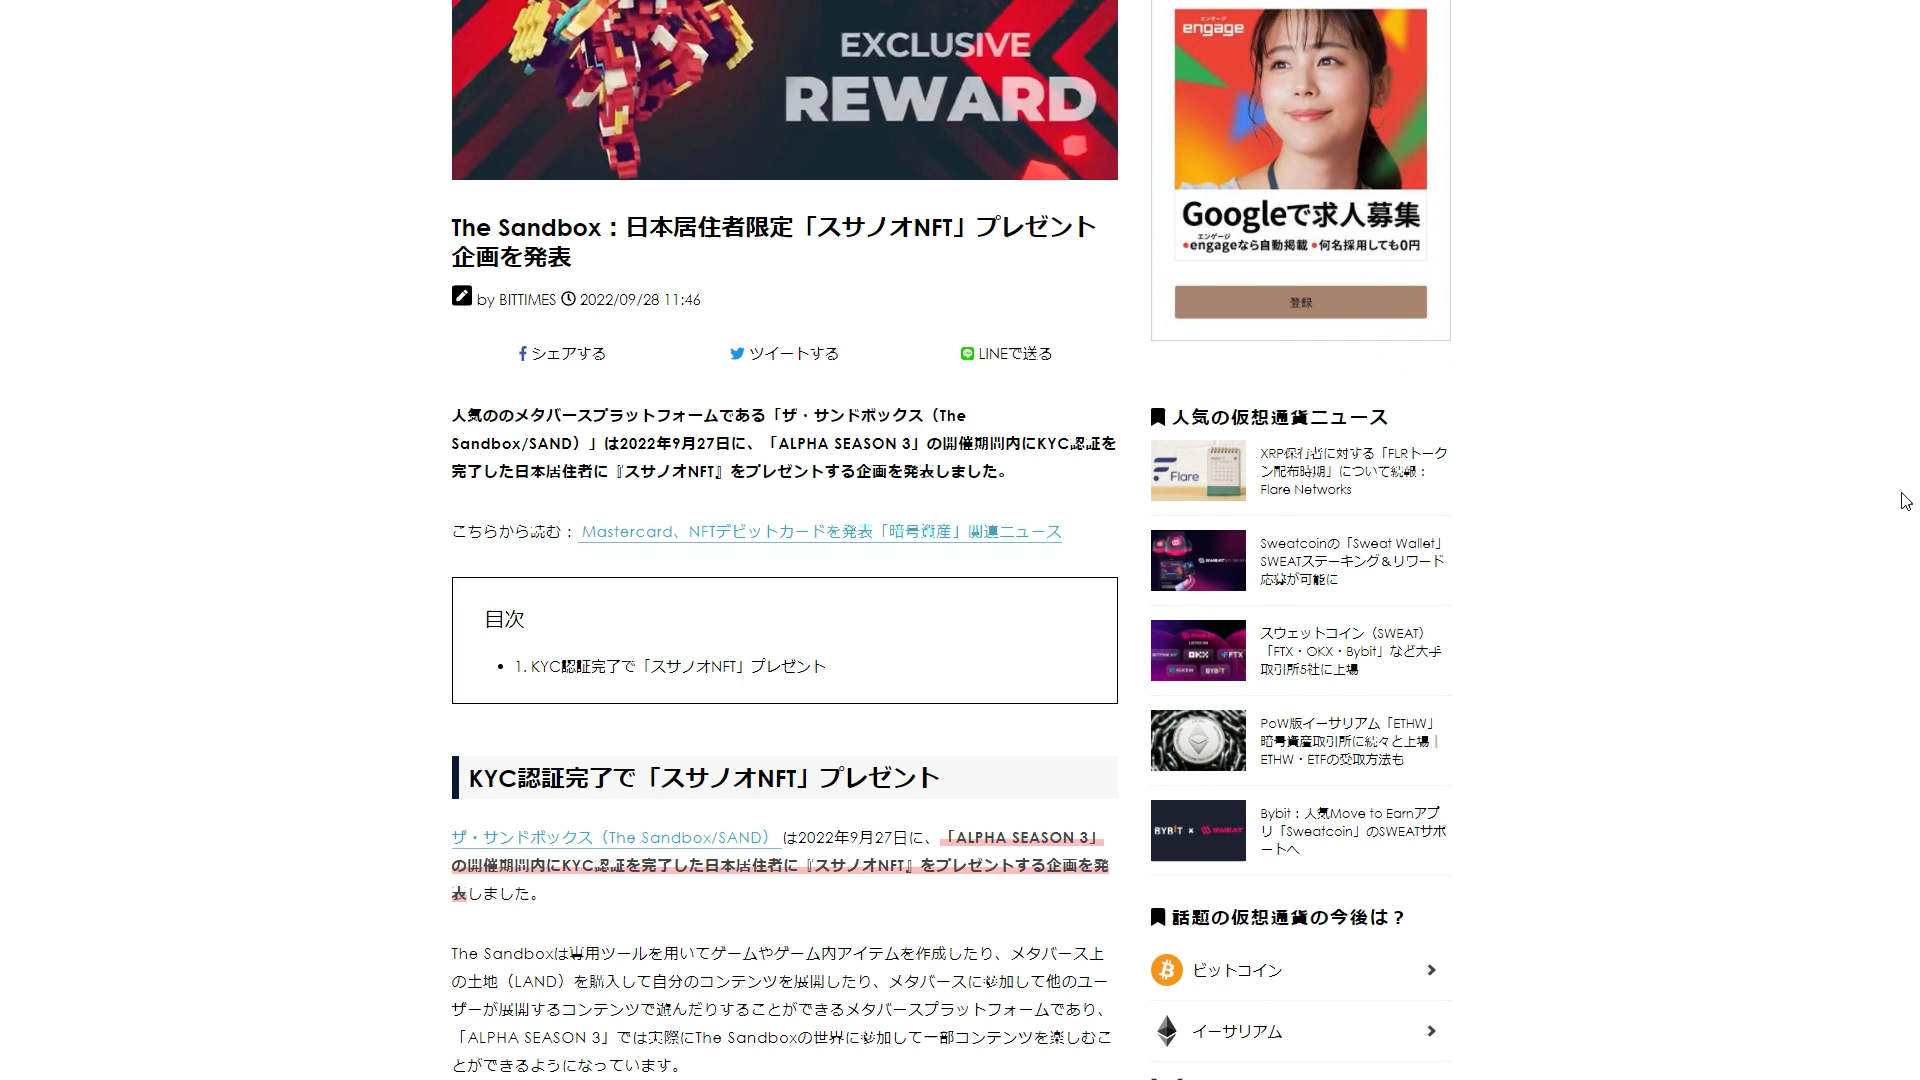 EXCLUSIVE
REWARD
The Sandbox：日本居住者限定「スサノオNFT」プレゼント
企画を発表
by BITTIMES 2022/09/28 11:46
シェアする
ツイートする
LINEで送る
人気ののメタバースプラットフォームである「ザ・サンドボックス（The
Sandbox/SAND）」は2022年9月27日に、「ALPHA SEASON 3」の開催期間内にKYC認証を
完了した日本居住者に『スサノオNFT』をプレゼントする企画を発表しました。
こちらから読む： Mastercard、NFTデビットカードを発表「暗号資産」関連ニュース
目次
• 1. KYC認証完了で「スサノオNFT」プレゼント
KYC認証完了で「スサノオNFT」プレゼント
ザ・サンドボックス（The Sandbox/SAND） は2022年9月27日に、「ALPHA SEASON 3」
の開催期間内にKYC認証を完了した日本居住者に『スサノオNFT』をプレゼントする企画を発
表しました。
The Sandboxは専用ツールを用いてゲームやゲーム内アイテムを作成したり、メタバース上
の土地（LAND）を購入して自分のコンテンツを展開したり、メタバースに参加して他のユー
ザーが展開するコンテンツで遊んだりすることができるメタバースプラットフォームであり、
「ALPHA SEASON 3」では実際にThe Sandboxの世界に参加して一部コンテンツを楽しむこ
とができるようになっています。
エンゲージ
engage
Googleで求人募集
エンゲージ
•engageなら自動掲載 •何名採用しても0円
登録
人気の仮想通貨ニュース
Flare
XRP保有者に対する「FLRトーク
ン配布時期」について続報：
Flare Networks
SWEAT
Sweatcoinの「Sweat Wallet」
SWEATステーキング＆リワード
応募が可能に
OKX
FTX
BYBIT
スウェットコイン（SWEAT）
「FTX・OKX・Bybit」など大手
取引所5社に上場
PoW版イーサリアム「ETHW」
暗号資産取引所に続々と上場｜
ETHW・ETFの受取方法も
BYBIT × SWEAT
Bybit：人気Move to Earnアプ
リ「Sweatcoin」のSWEATサポ
ートへ
話題の仮想通貨の今後は？
ビットコイン
イーサリアム